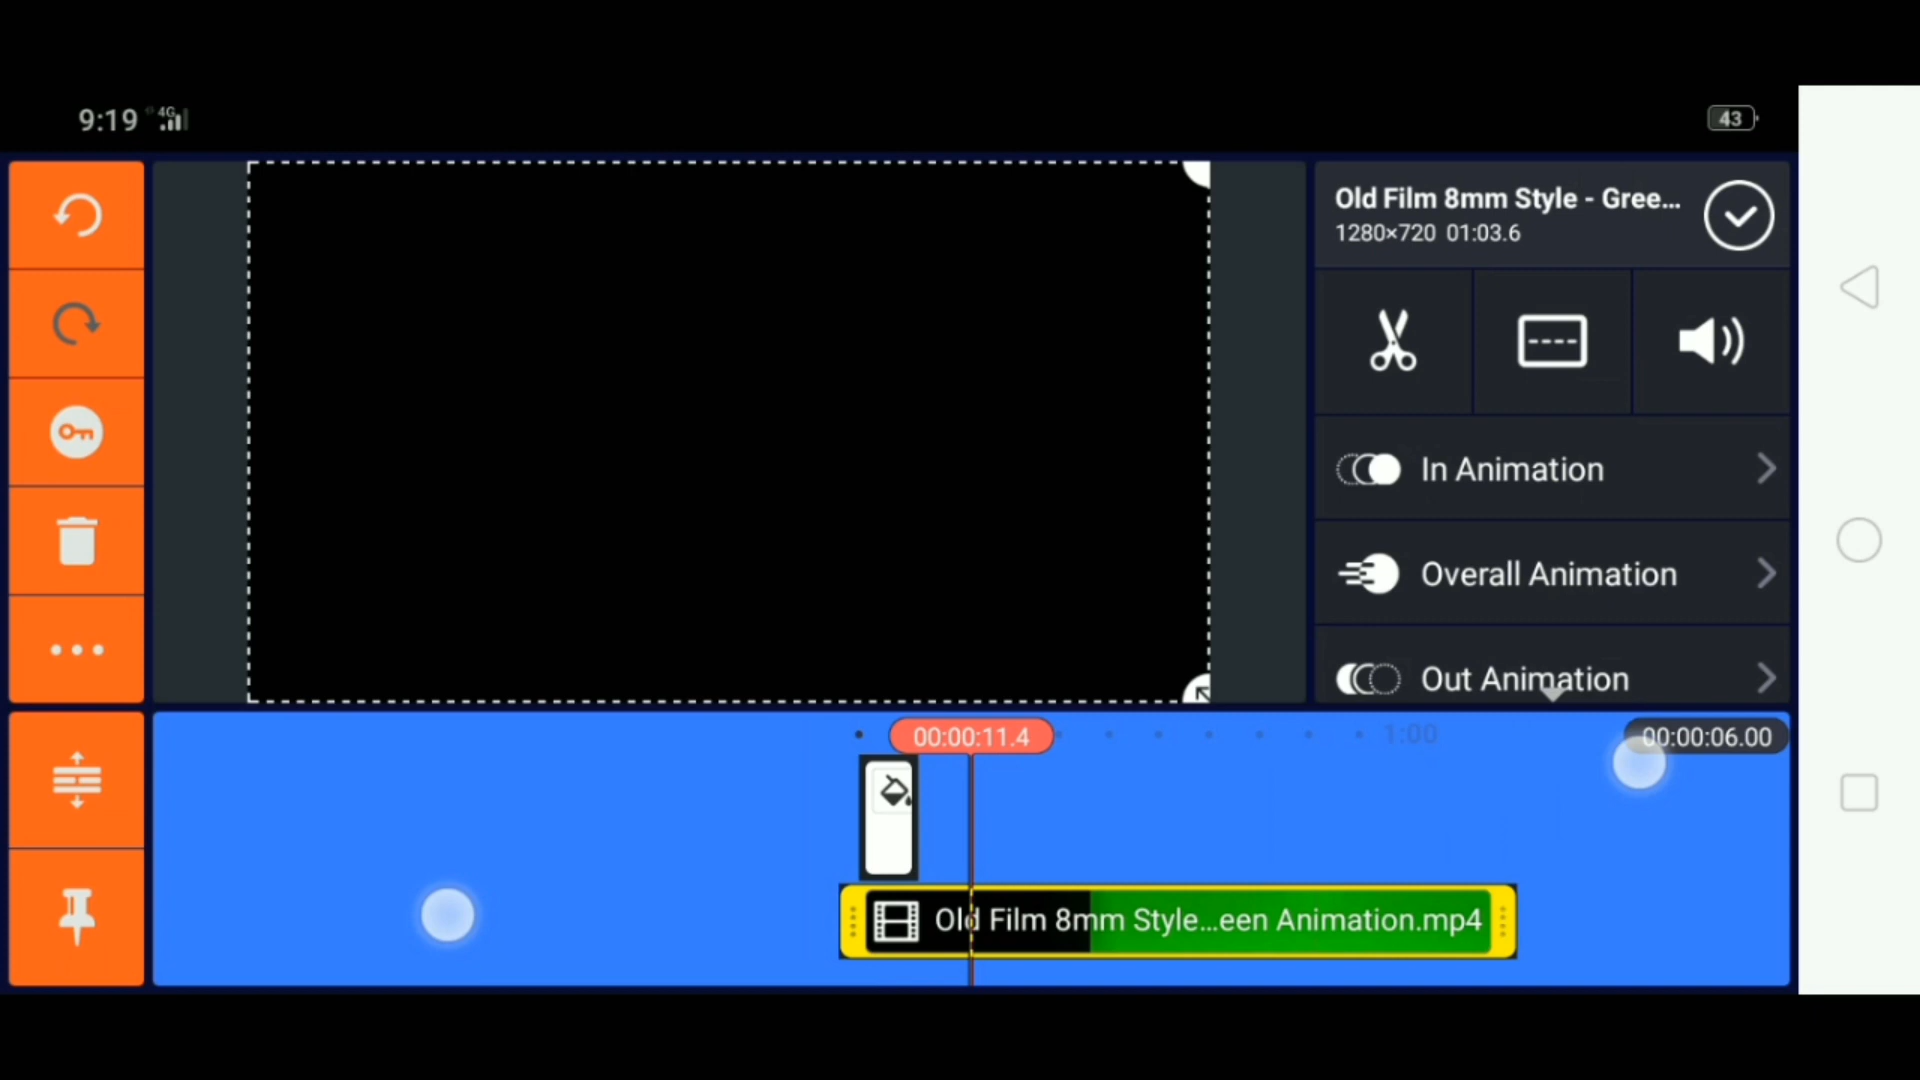 9:19 4G
43
Old Film 8mm Style - Gree...
1280×720 01:03.6
In Animation
Overall Animation
Out Animation
00:00:11.4
1:00
00:00:06.00
Old Film 8mm Style...een Animation.mp4